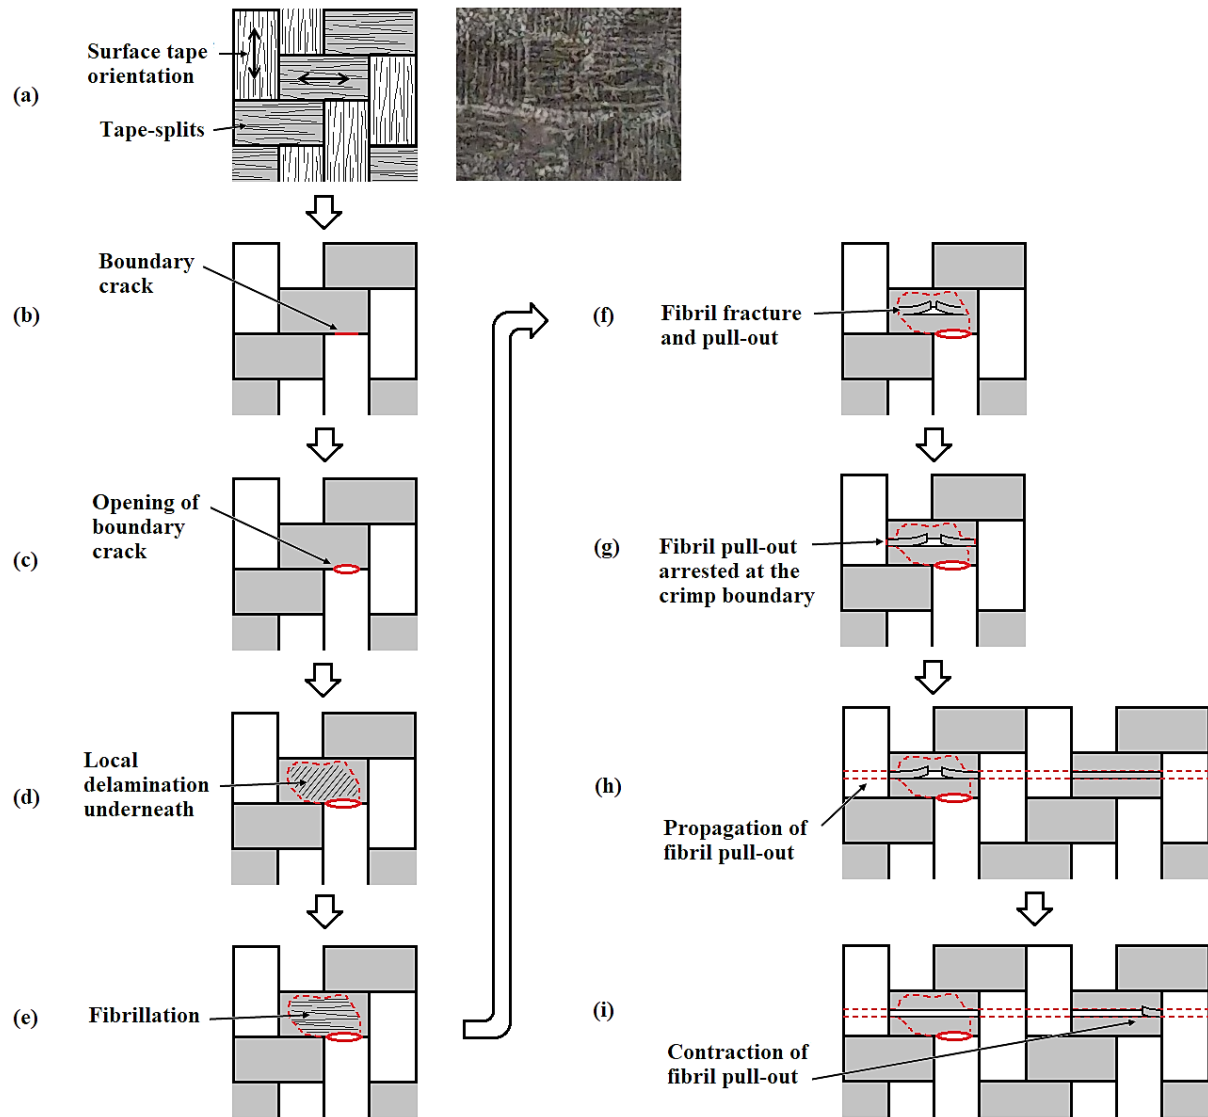 (a)
Surface tape
orientation
Tape-splits
(b)
Boundary
crack
(c)
Opening of
boundary
crack
(d)
Local
delamination
underneath
(e)
Fibrillation
(f)
Fibril fracture
and pull-out
(g)
Fibril pull-out
arrested at the
crimp boundary
(h)
Propagation of
fibril pull-out
(i)
Contraction of
fibril pull-out